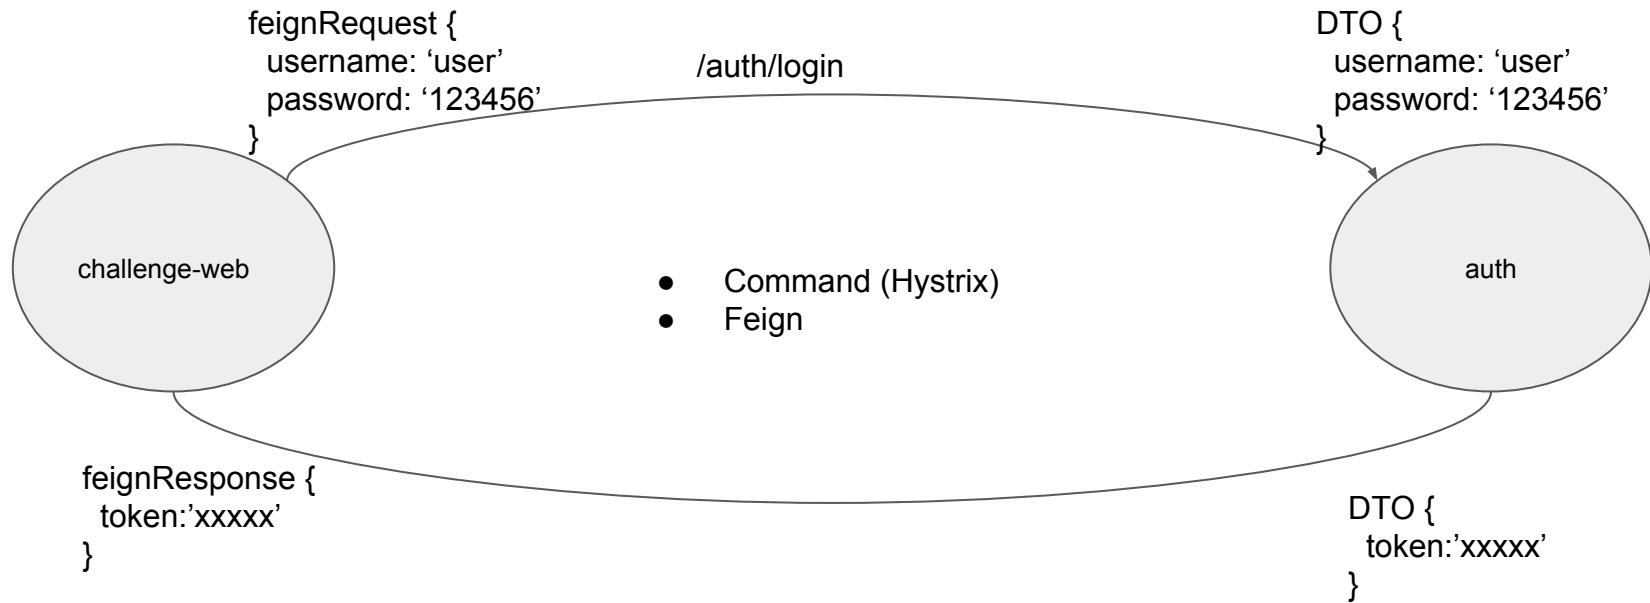 feignRequest {
username: ‘user’
password: ‘123456’
}
/auth/login
DTO {
username: ‘user’
password: ‘123456’
}
challenge-web
● Command (Hystrix)
● Feign
auth
feignResponse {
token:’xxxxx’
}
DTO {
token:’xxxxx’
}